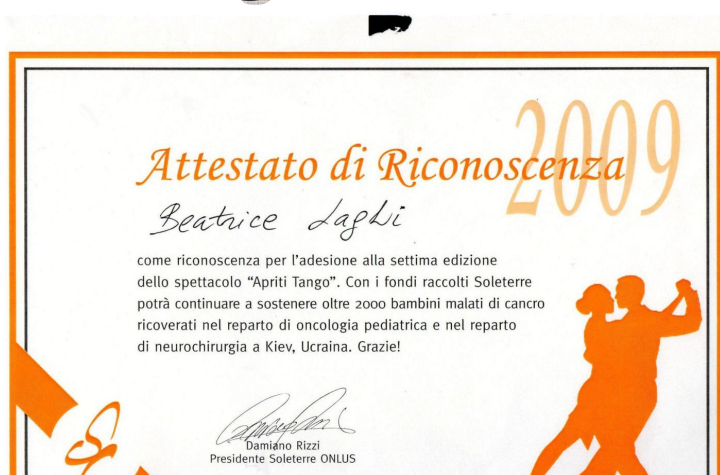 2009
Attestato di Riconoscenza
Beatrice Laghi
come riconoscenza per l'adesione alla settima edizione
dello spettacolo “Apriti Tango”. Con i fondi raccolti Soleterre
potrà continuare a sostenere oltre 2000 bambini malati di cancro
ricoverati nel reparto di oncologia pediatrica e nel reparto
di neurochirurgia a Kiev, Ucraina. Grazie!
Damiano Rizzi
Presidente Soleterre ONLUS